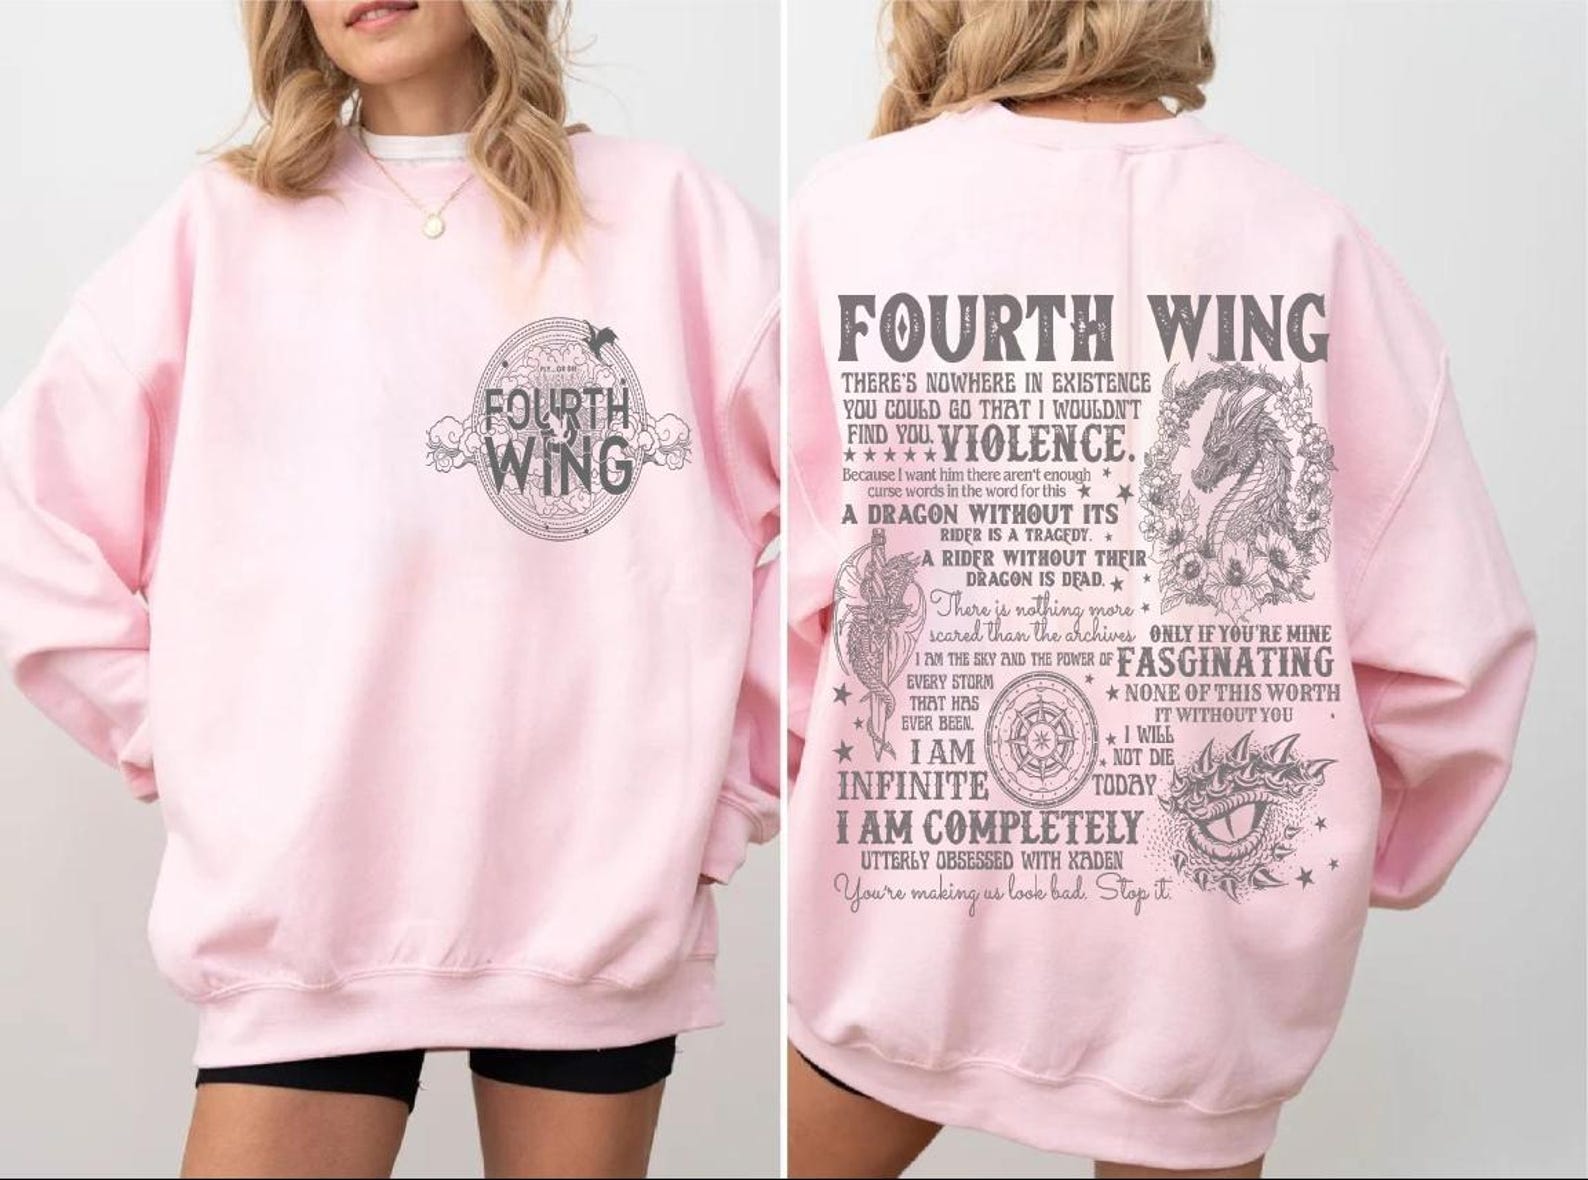 FLY...OR DIE
FOURTH
WING
FOURTH WING
THERE'S NOWHERE IN EXISTENCE
YOU COULD GO THAT I WOULDN'T
FIND YOU. VIOLENCE.
Because I want him there aren't enough
curse words in the word for this
A DRAGON WITHOUT ITS
RIDER IS A TRAGEDY.
A RIDER WITHOUT THEIR
DRAGON IS DEAD.
There is nothing more
scared than the archives
ONLY IF YOU'RE MINE
I AM THE SKY AND THE POWER OF
FASGINATING
EVERY STORM
THAT HAS
EVER BEEN.
NONE OF THIS WORTH
IT WITHOUT YOU
I AM
INFINITE
I WILL
NOT DIE
TODAY
I AM COMPLETELY
UTTERLY OBSESSED WITH XADEN
You're making us look bad. Stop it.